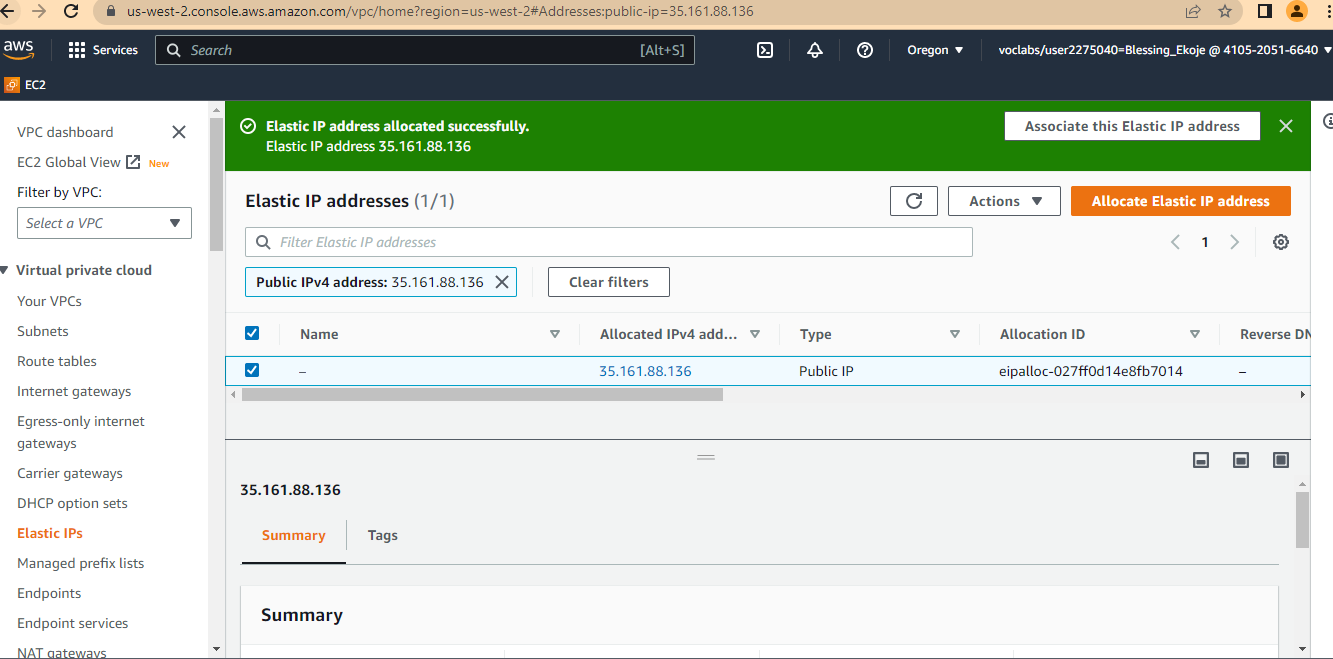 us-west-2.console.aws.amazon.com/vpc/home?region=us-west-2#Addresses:public-ip=35.161.88.136
aws Services Search [Alt+S] Oregon voclabs/user2275040=Blessing_Ekoje @ 4105-2051-6640
EC2
VPC dashboard
EC2 Global View New
Filter by VPC:
Select a VPC
Virtual private cloud
Your VPCs
Subnets
Route tables
Internet gateways
Egress-only internet
gateways
Carrier gateways
DHCP option sets
Elastic IPs
Managed prefix lists
Endpoints
Endpoint services
NAT gateways
Elastic IP address allocated successfully.
Elastic IP address 35.161.88.136
Associate this Elastic IP address
Elastic IP addresses (1/1)
Actions
Allocate Elastic IP address
Filter Elastic IP addresses
1
Public IPv4 address: 35.161.88.136
Clear filters
Name Allocated IPv4 add... Type Allocation ID Reverse DN
– 35.161.88.136 Public IP eipalloc-027ff0d14e8fb7014 –
35.161.88.136
Summary Tags
Summary